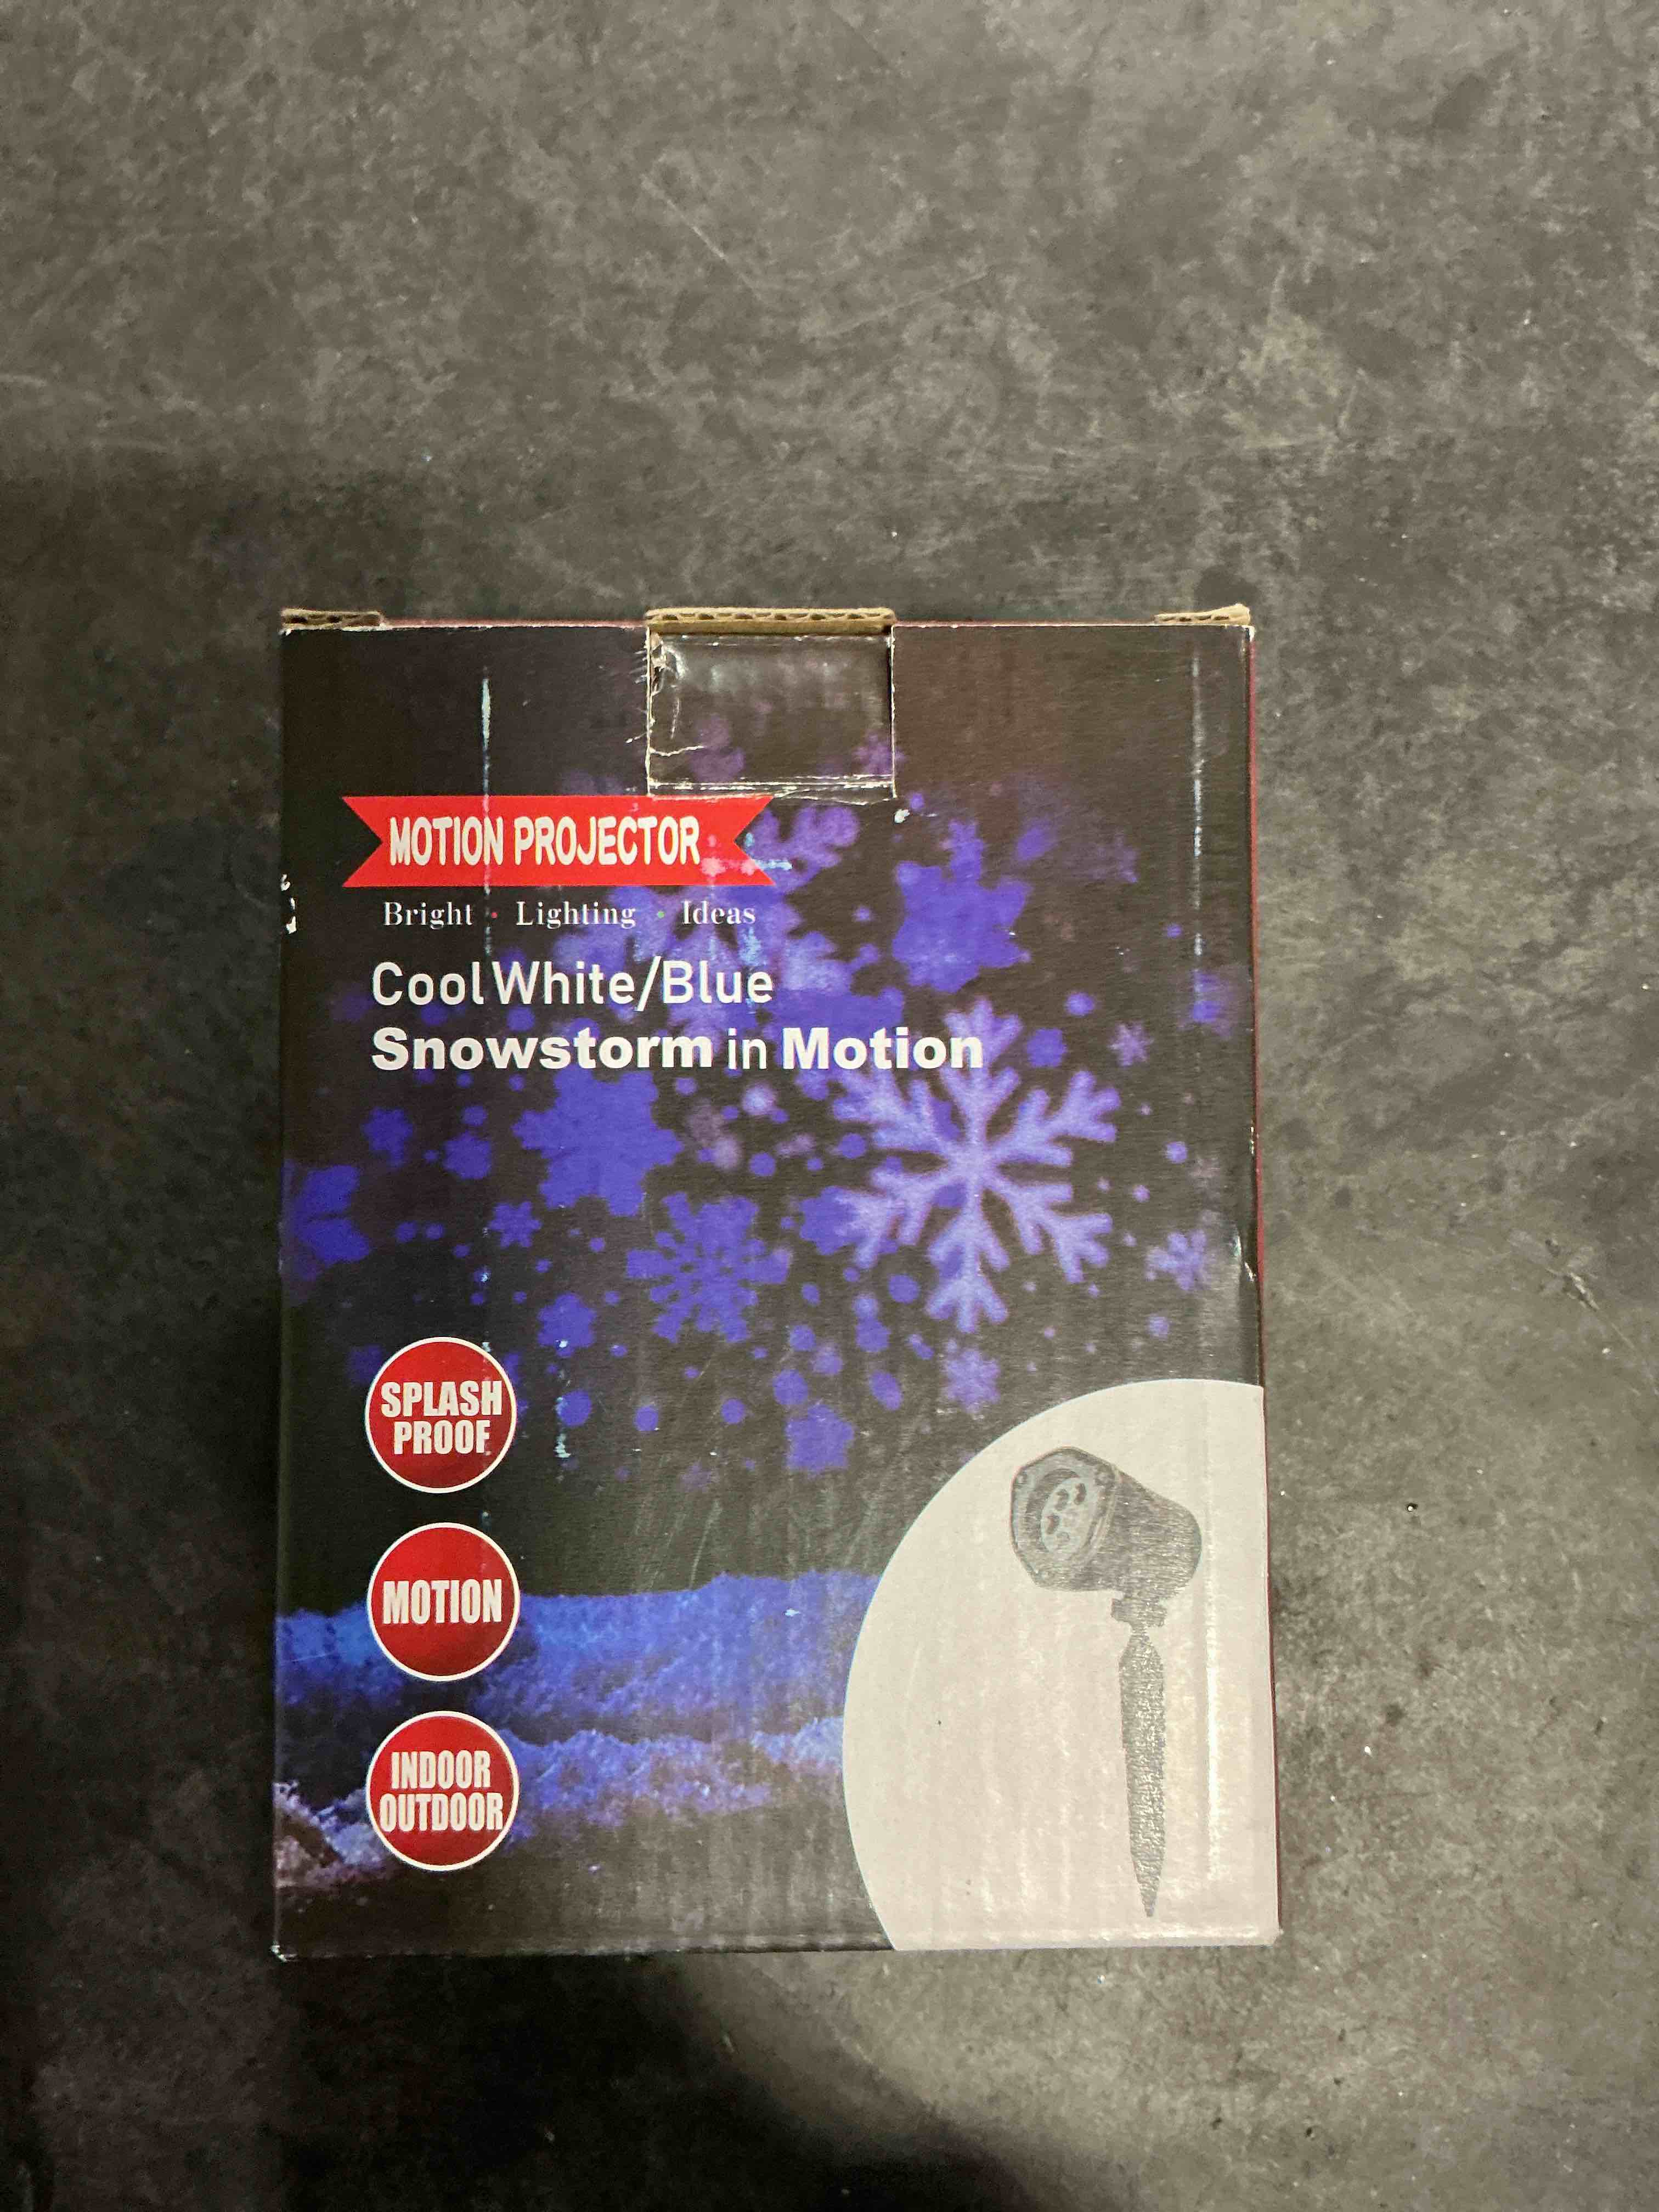 MOTION PROJECTOR
Bright • Lighting • Ideas
Cool White/Blue
Snowstorm in Motion
SPLASH
PROOF
MOTION
INDOOR
OUTDOOR